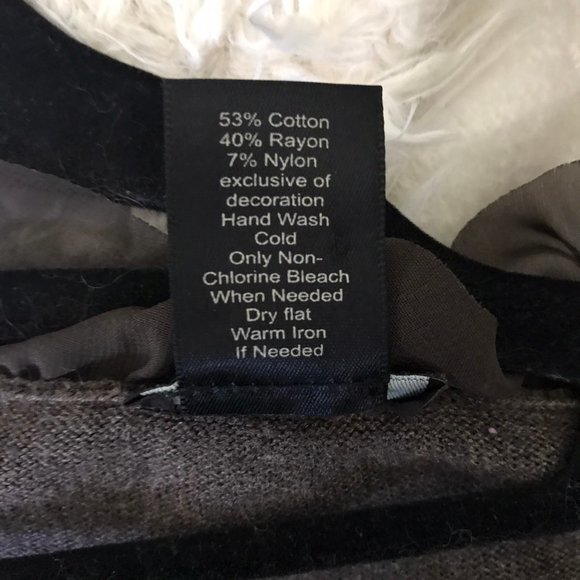 53% Cotton
40% Rayon
7% Nylon
exclusive of
decoration
Hand Wash
Cold
Only Non-
Chlorine Bleach
When Needed
Dry flat
Warm Iron
If Needed